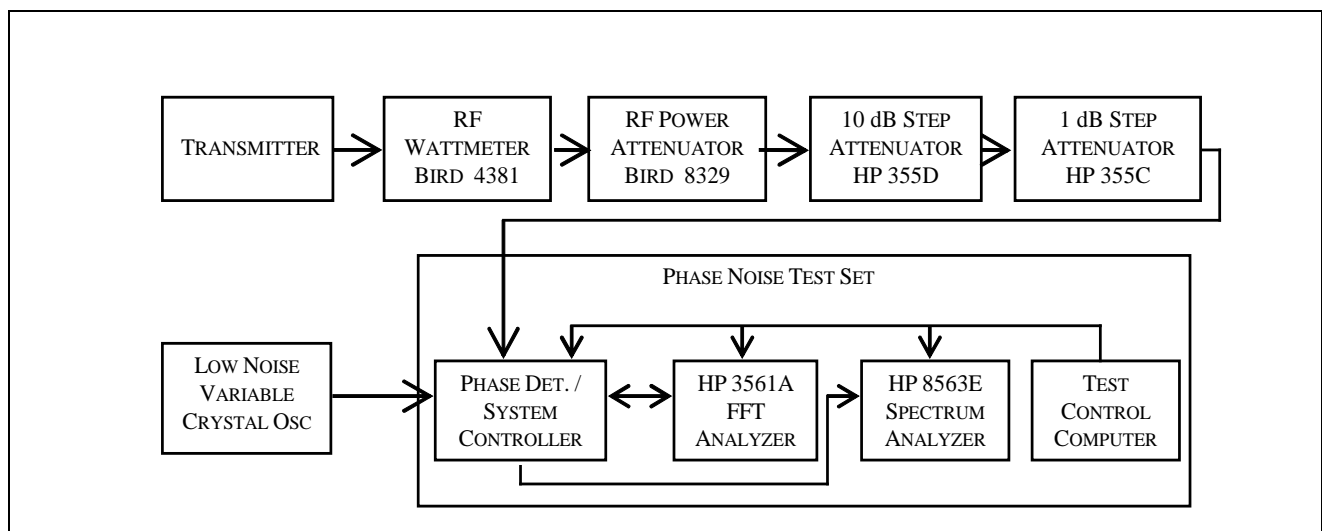 TRANSMITTER
RF
WATTMETER
BIRD 4381
RF POWER
ATTENUATOR
BIRD 8329
10 dB STEP
ATTENUATOR
HP 355D
1 dB STEP
ATTENUATOR
HP 355C
PHASE NOISE TEST SET
LOW NOISE
VARIABLE
CRYSTAL OSC
PHASE DET. /
SYSTEM
CONTROLLER
HP 3561A
FFT
ANALYZER
HP 8563E
SPECTRUM
ANALYZER
TEST
CONTROL
COMPUTER